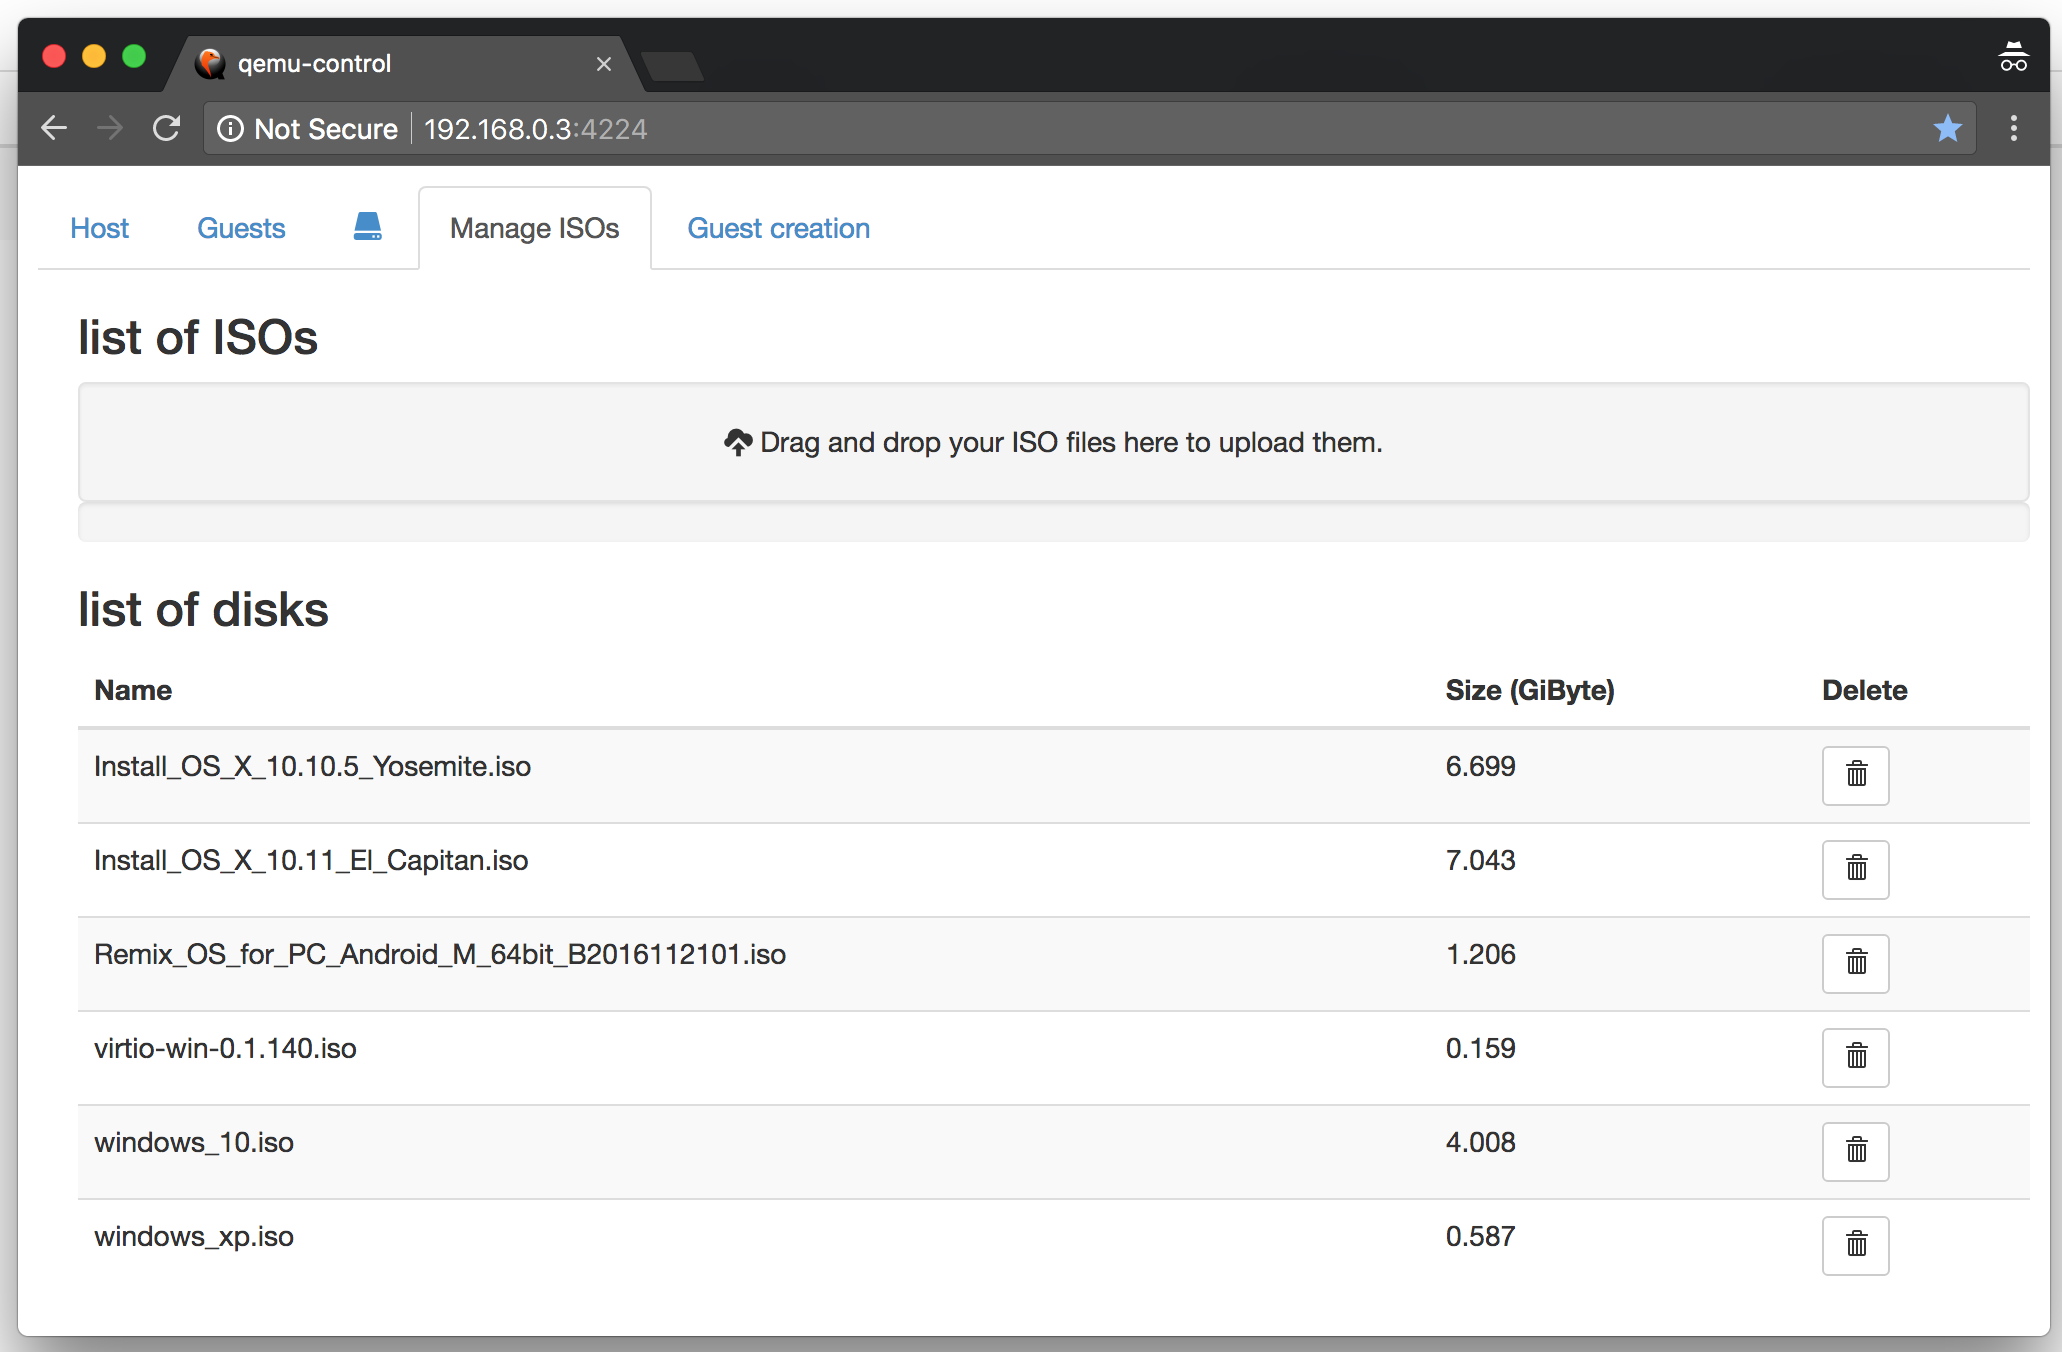 qemu-control
Not Secure 192.168.0.3:4224
Host Guests Manage ISOs Guest creation
list of ISOs
Drag and drop your ISO files here to upload them.
list of disks
Name Size (GiByte) Delete
Install_OS_X_10.10.5_Yosemite.iso 6.699
Install_OS_X_10.11_El_Capitan.iso 7.043
Remix_OS_for_PC_Android_M_64bit_B2016112101.iso 1.206
virtio-win-0.1.140.iso 0.159
windows_10.iso 4.008
windows_xp.iso 0.587